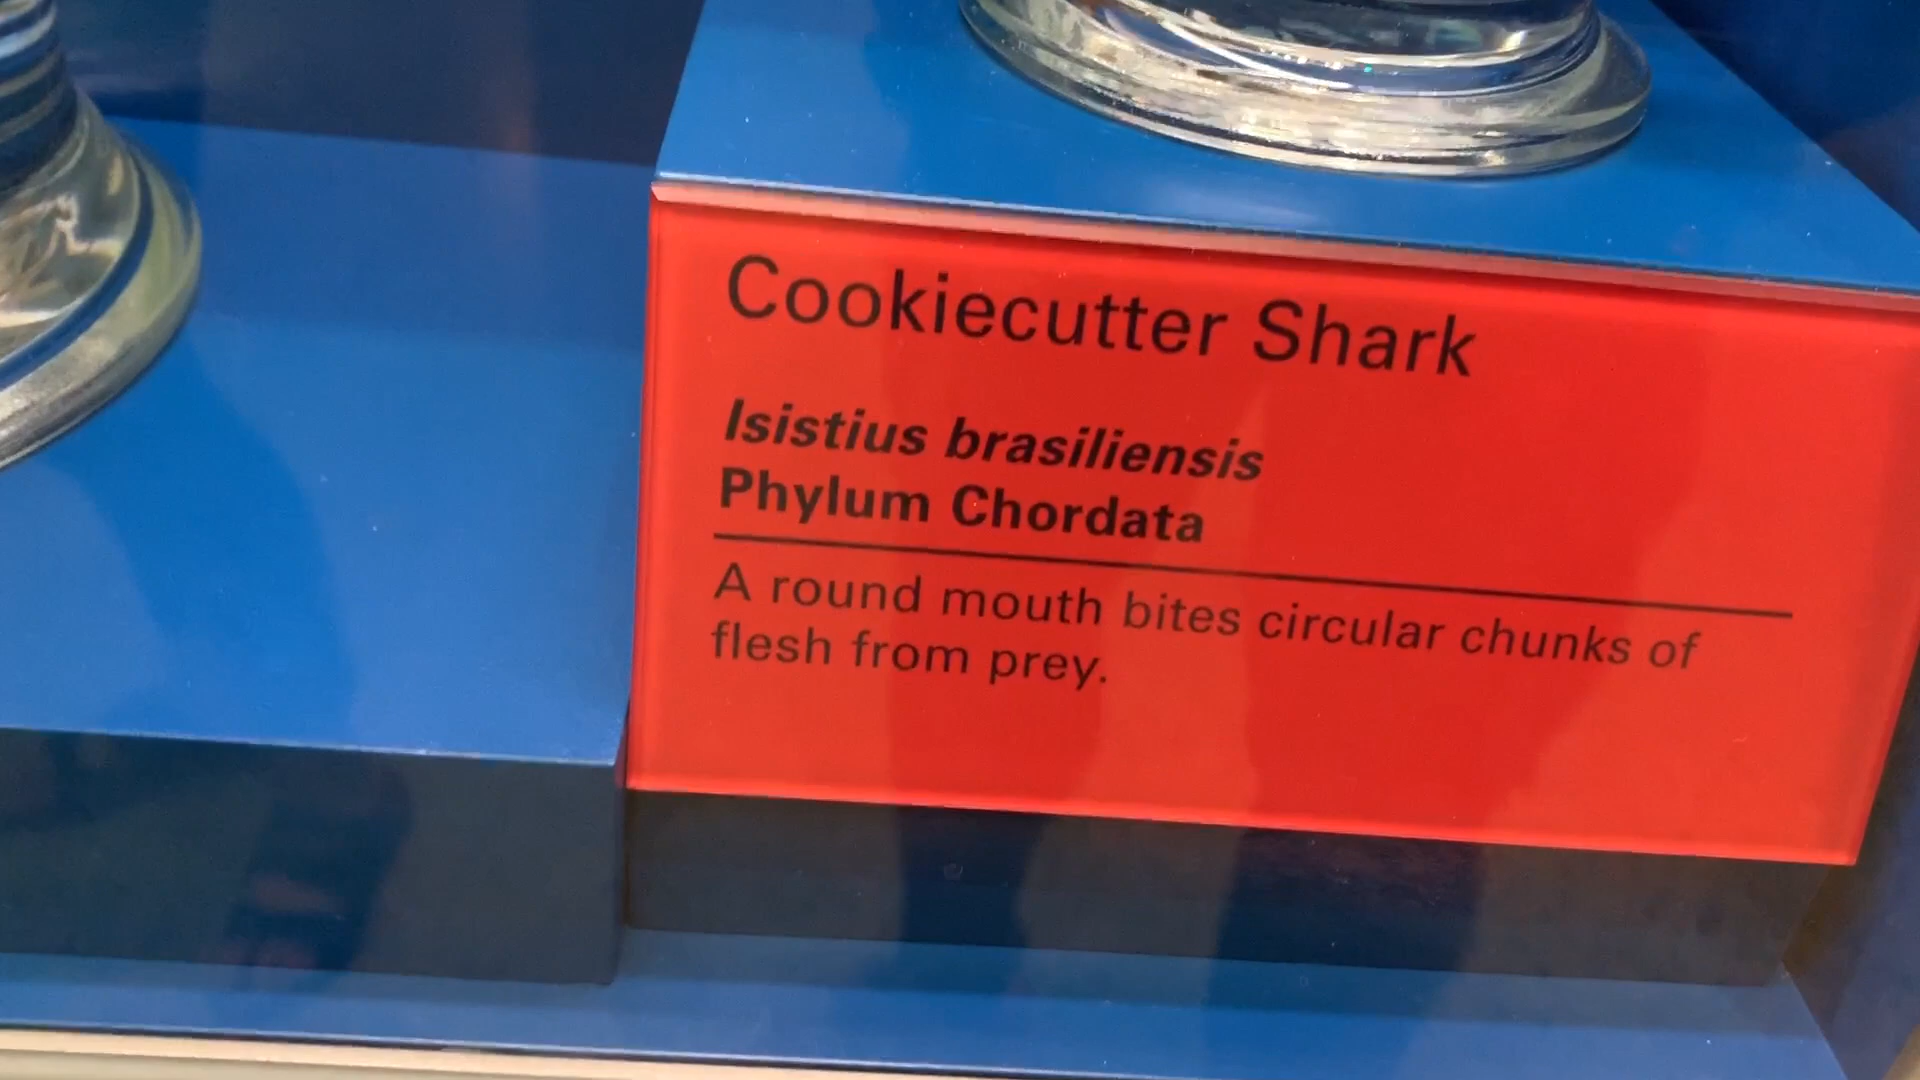 Cookiecutter Shark
Isistius brasiliensis
Phylum Chordata
A round mouth bites circular chunks of
flesh from prey.